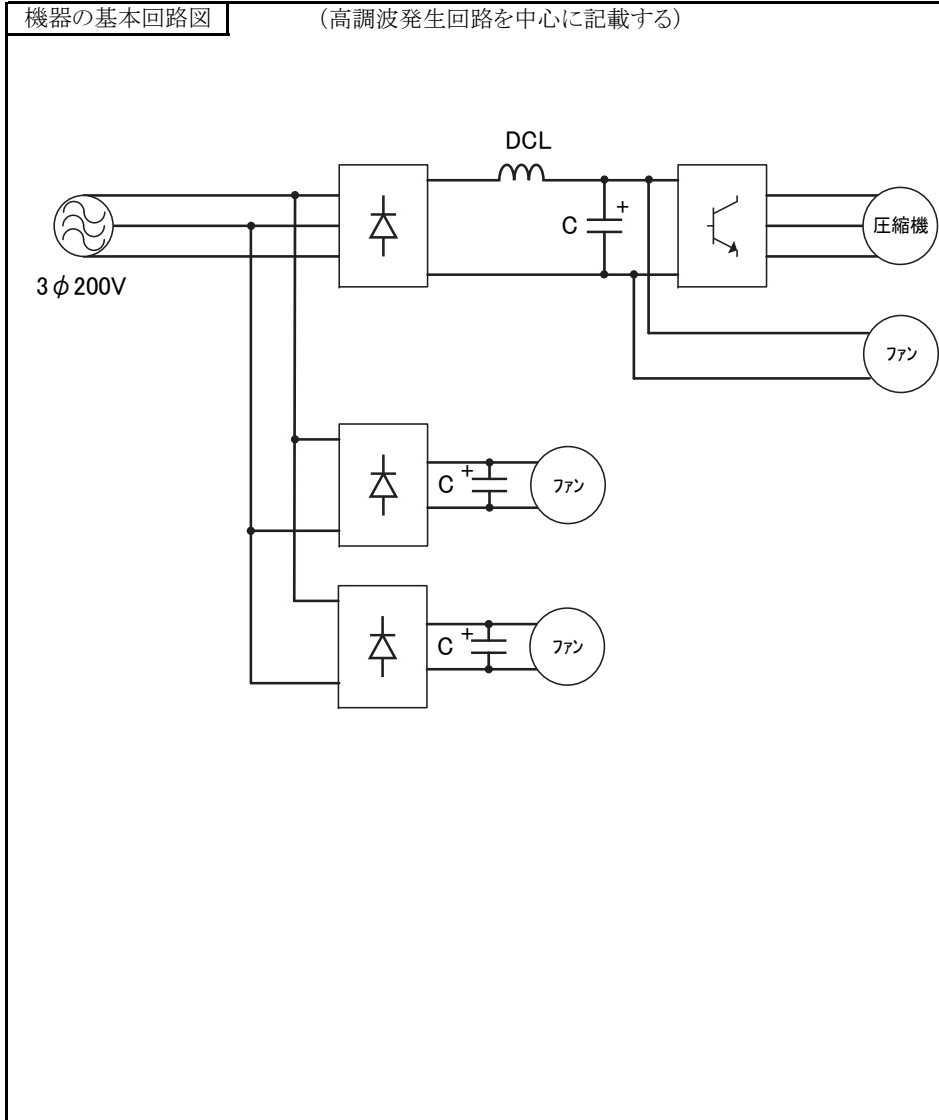 機器の基本回路図 (高調波発生回路を中心に記載する)
DCL
C +
圧縮機
3φ200V
ファン
C + ファン
C + ファン